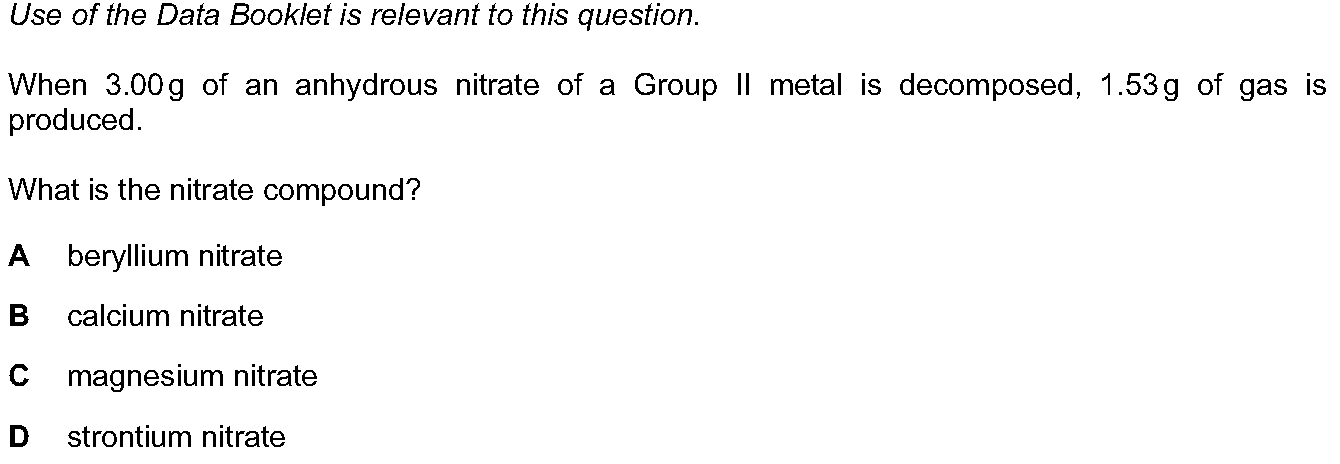 Use of the Data Booklet is relevant to this question.
When 3.00 g of an anhydrous nitrate of a Group II metal is decomposed, 1.53 g of gas is
produced.
What is the nitrate compound?
A beryllium nitrate
B calcium nitrate
C magnesium nitrate
D strontium nitrate